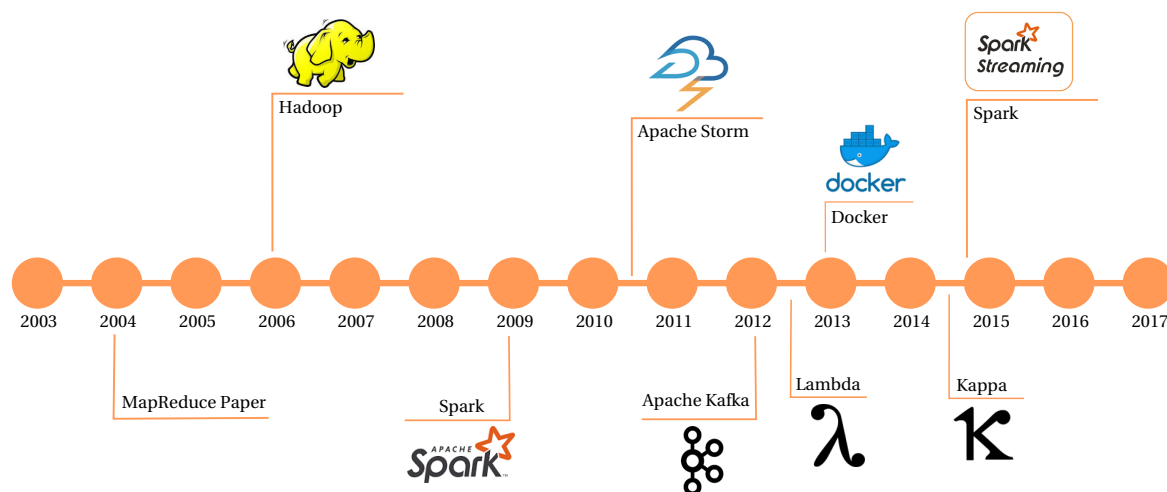 Spark
Streaming
Hadoop
Apache Storm
Spark
docker
Docker
2003
2004
2005
2006
2007
2008
2009
2010
2011
2012
2013
2014
2015
2016
2017
MapReduce Paper
Spark
Apache Kafka
Lambda
Kappa
APACHE
Spark™
λ
κ